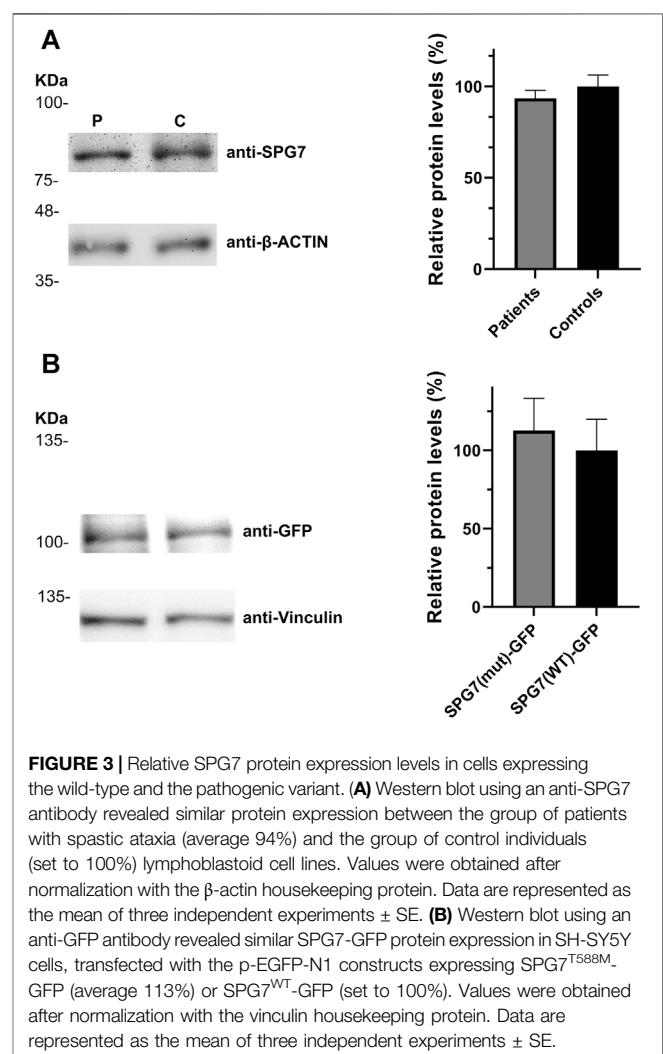 A
KDa
100-
P C
anti-SPG7
75-
48-
anti-β-ACTIN
35-
Relative protein levels (%)
100
50
0
Patients
Controls
B
KDa
135-
anti-GFP
100-
135-
anti-Vinculin
Relative protein levels (%)
100
50
0
SPG7(mut)-GFP
SPG7(WT)-GFP
FIGURE 3 | Relative SPG7 protein expression levels in cells expressing
the wild-type and the pathogenic variant. (A) Western blot using an anti-SPG7
antibody revealed similar protein expression between the group of patients
with spastic ataxia (average 94%) and the group of control individuals
(set to 100%) lymphoblastoid cell lines. Values were obtained after
normalization with the β-actin housekeeping protein. Data are represented as
the mean of three independent experiments ± SE. (B) Western blot using an
anti-GFP antibody revealed similar SPG7-GFP protein expression in SH-SY5Y
cells, transfected with the p-EGFP-N1 constructs expressing SPG7T588M-
GFP (average 113%) or SPG7WT-GFP (set to 100%). Values were obtained
after normalization with the vinculin housekeeping protein. Data are
represented as the mean of three independent experiments ± SE.